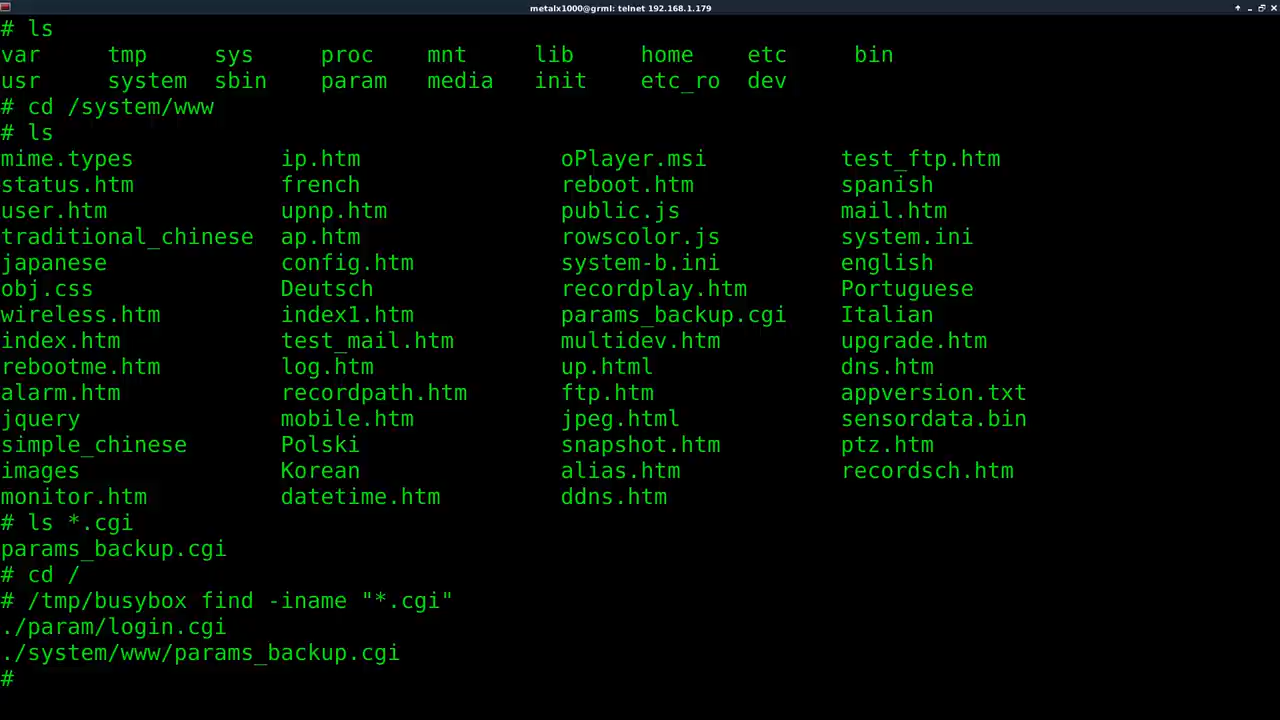 metalx1000@grml: telnet 192.168.1.179
# ls
var tmp sys proc mnt lib home etc bin
usr system sbin param media init etc_ro dev
# cd /system/www
# ls
mime.types ip.htm oPlayer.msi test_ftp.htm
status.htm french reboot.htm spanish
user.htm upnp.htm public.js mail.htm
traditional_chinese ap.htm rowscolor.js system.ini
japanese config.htm system-b.ini english
obj.css Deutsch recordplay.htm Portuguese
wireless.htm index1.htm params_backup.cgi Italian
index.htm test_mail.htm multidev.htm upgrade.htm
rebootme.htm log.htm up.html dns.htm
alarm.htm recordpath.htm ftp.htm appversion.txt
jquery mobile.htm jpeg.html sensordata.bin
simple_chinese Polski snapshot.htm ptz.htm
images Korean alias.htm recordsch.htm
monitor.htm datetime.htm ddns.htm
# ls *.cgi
params_backup.cgi
# cd /
# /tmp/busybox find -iname "*.cgi"
./param/login.cgi
./system/www/params_backup.cgi
#